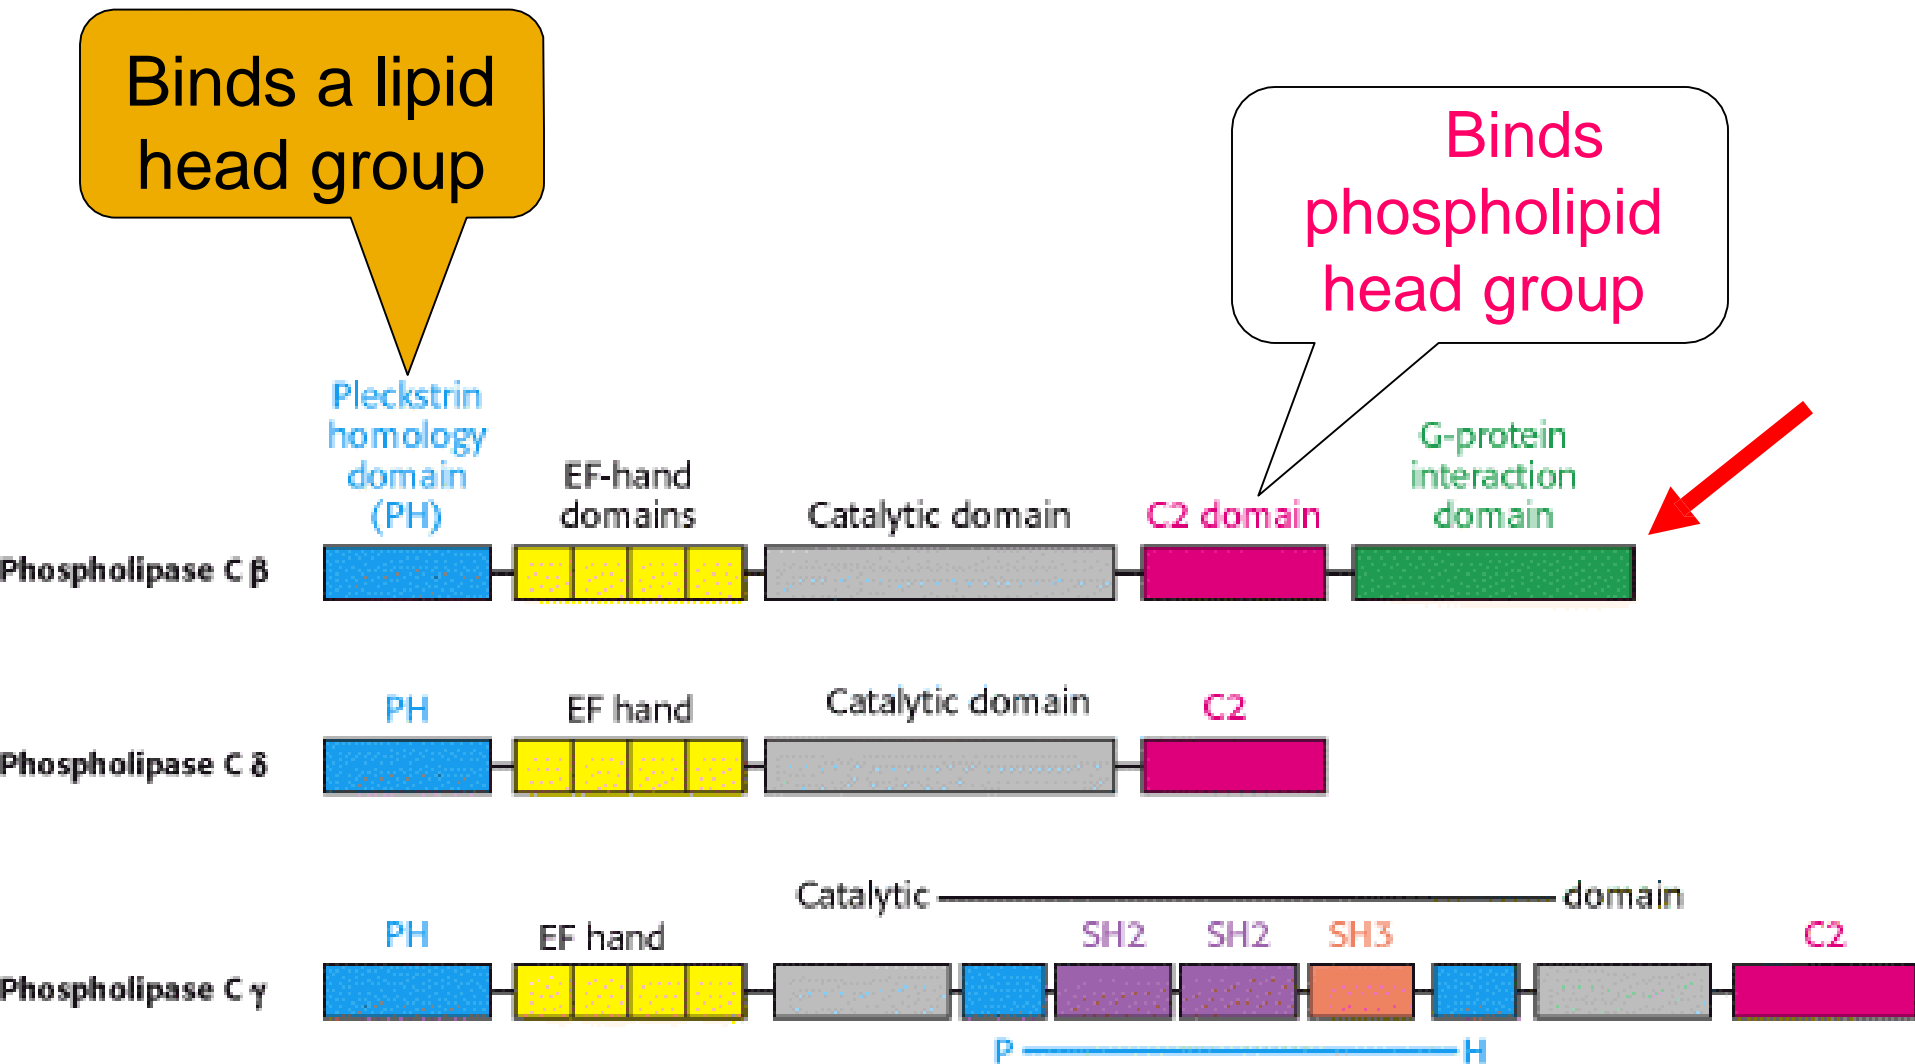 Binds a lipid
head group
Binds
phospholipid
head group
Pleckstrin
homology
domain
(PH)
EF-hand
domains
Catalytic domain
C2 domain
G-protein
interaction
domain
Phospholipase C β
PH
EF hand
Catalytic domain
C2
Phospholipase C δ
Catalytic domain
PH
EF hand
SH2
SH2
SH3
C2
Phospholipase C γ
P H